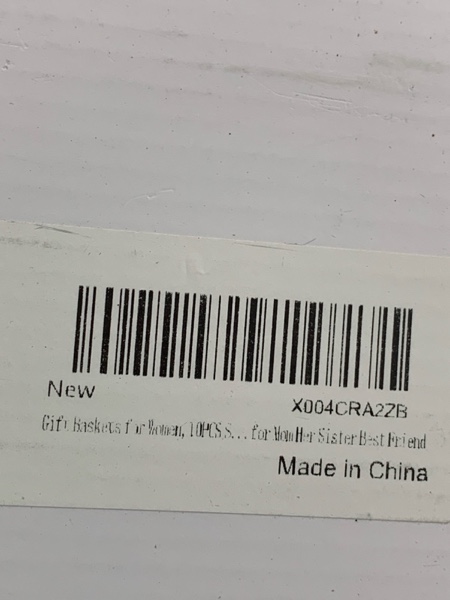 New
X004CRA2ZB
Gift Baskets for Women, 10PCS S... for Mom Her Sister Best Friend
Made in China